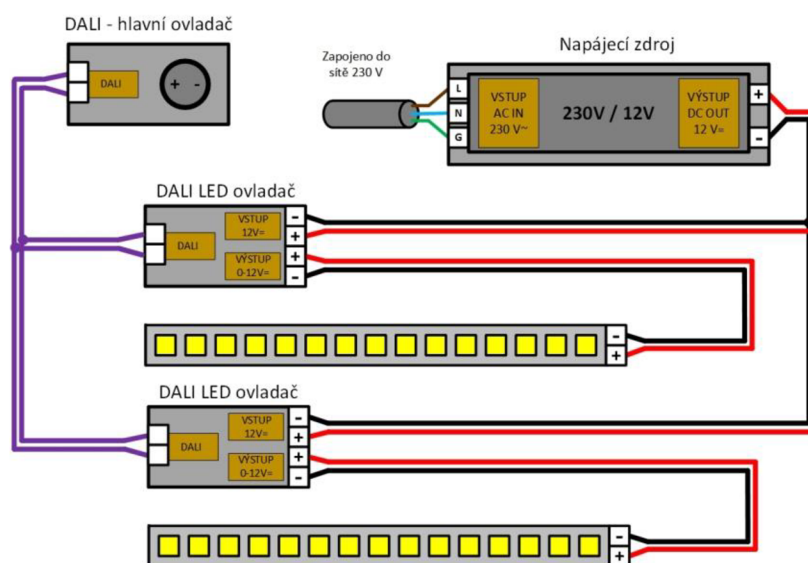 DALI - hlavní ovladač
DALI
+ -
Zapojeno do
sítě 230 V
Napájecí zdroj
L
N
G
VSTUP
AC IN
230 V~
230V / 12V
VÝSTUP
DC OUT
12 V=
+
-
DALI LED ovladač
DALI
VSTUP
12V=
VÝSTUP
0-12V=
-
+
+
-
-
+
DALI LED ovladač
DALI
VSTUP
12V=
VÝSTUP
0-12V=
-
+
+
-
-
+